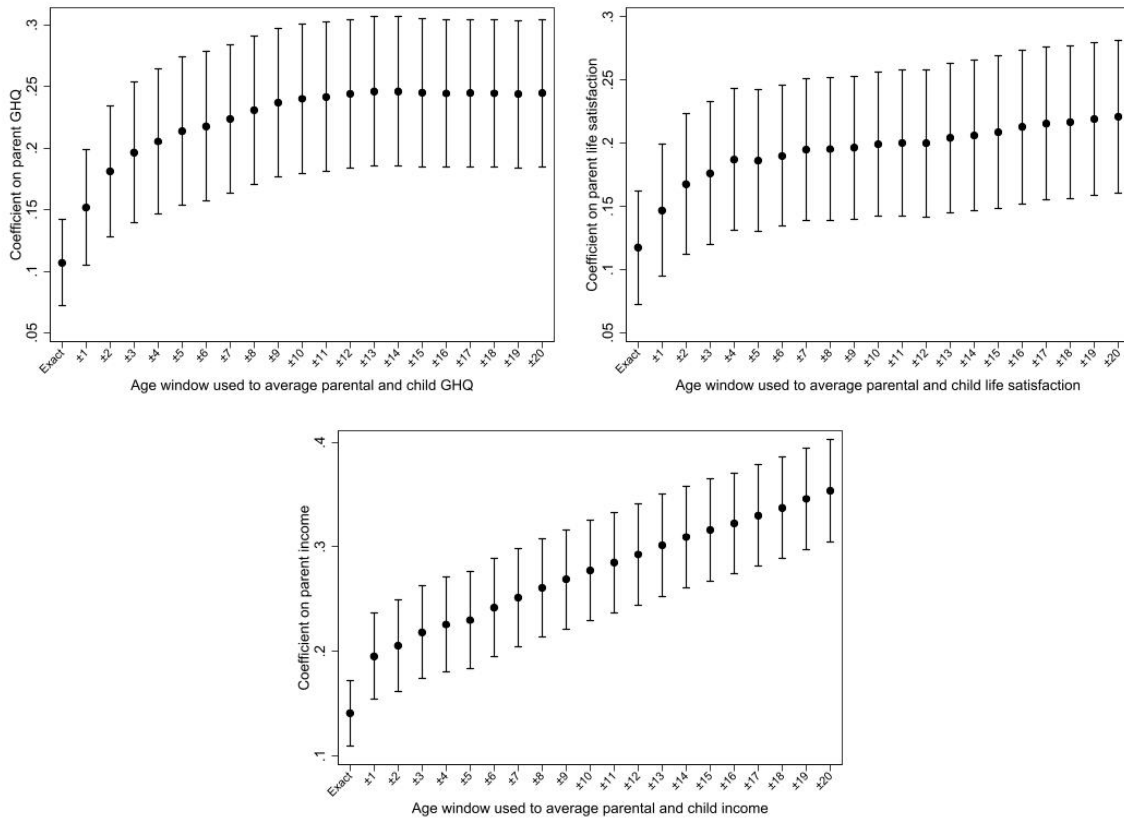 Coefficient on parent GHQ
.3
.25
.2
.15
.1
.05
Exact ±1 ±2 ±3 ±4 ±5 ±6 ±7 ±8 ±9 ±10 ±11 ±12 ±13 ±14 ±15 ±16 ±17 ±18 ±19 ±20
Age window used to average parental and child GHQ
Coefficient on parent life satisfaction
.3
.25
.2
.15
.1
.05
Exact ±1 ±2 ±3 ±4 ±5 ±6 ±7 ±8 ±9 ±10 ±11 ±12 ±13 ±14 ±15 ±16 ±17 ±18 ±19 ±20
Age window used to average parental and child life satisfaction
Coefficient on parent income
.4
.3
.2
.1
Exact ±1 ±2 ±3 ±4 ±5 ±6 ±7 ±8 ±9 ±10 ±11 ±12 ±13 ±14 ±15 ±16 ±17 ±18 ±19 ±20
Age window used to average parental and child income